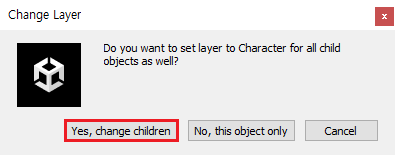 Change Layer
x
Do you want to set layer to Character for all child
objects as well?
Yes, change children
No, this object only
Cancel